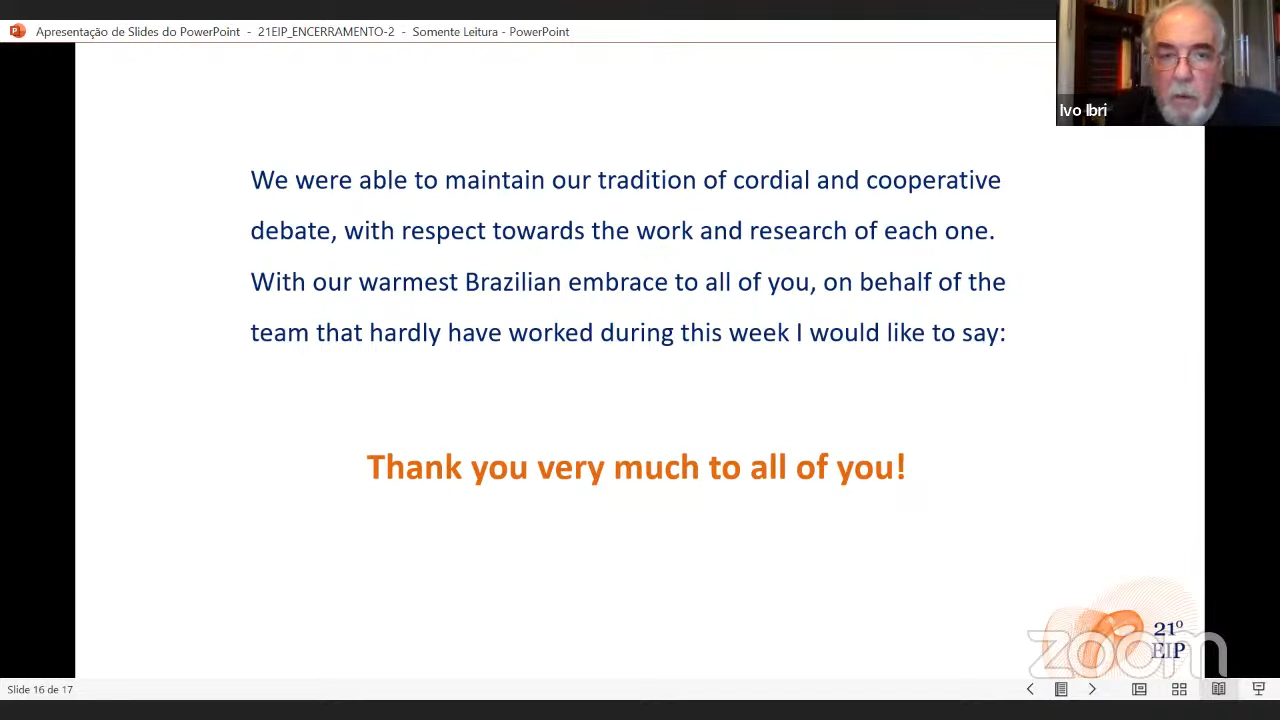 Apresentação de Slides do PowerPoint - 21EIP_ENCERRAMENTO-2 - Somente Leitura - PowerPoint
Ivo Ibri
We were able to maintain our tradition of cordial and cooperative
debate, with respect towards the work and research of each one.
With our warmest Brazilian embrace to all of you, on behalf of the
team that hardly have worked during this week I would like to say:
Thank you very much to all of you!
21º
EIP
zoom
Slide 16 de 17